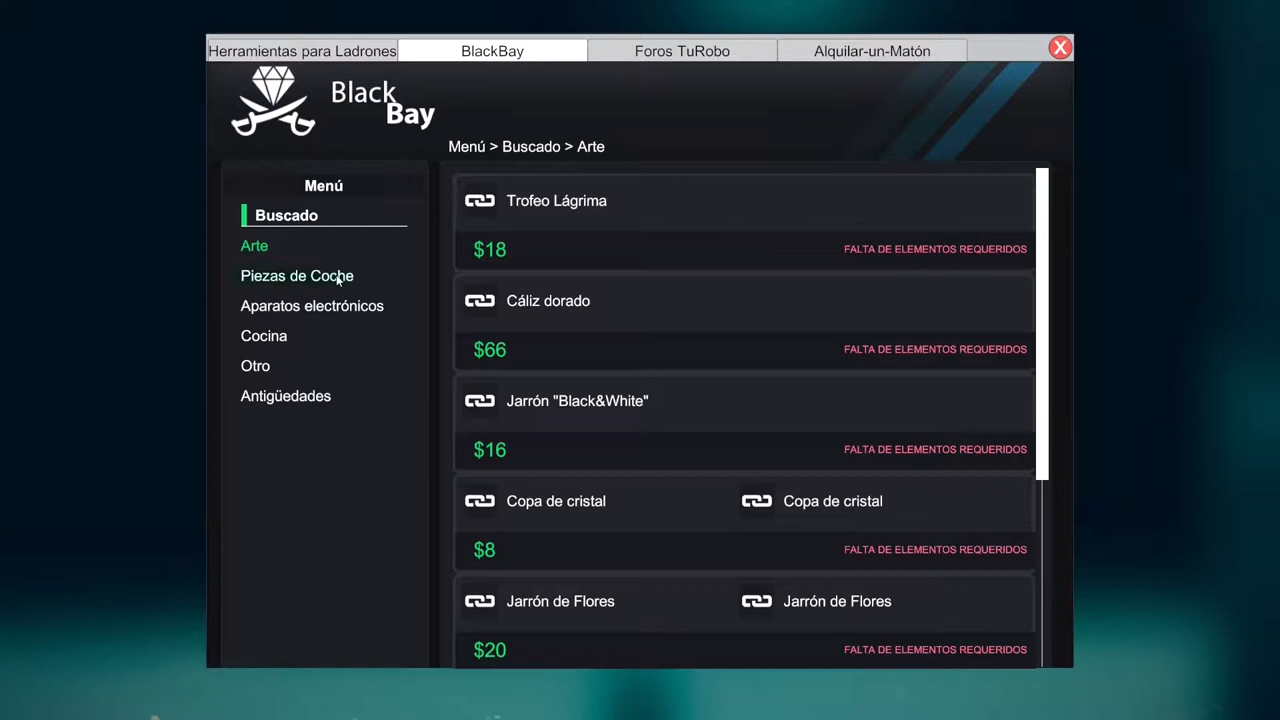 Herramientas para Ladrones
BlackBay
Foros TuRobo
Alquilar-un-Matón
X
Black
Bay
Menú > Buscado > Arte
Menú
Buscado
Arte
Piezas de Coche
Aparatos electrónicos
Cocina
Otro
Antigüedades
Trofeo Lágrima
$18 FALTA DE ELEMENTOS REQUERIDOS
Cáliz dorado
$66 FALTA DE ELEMENTOS REQUERIDOS
Jarrón "Black&White"
$16 FALTA DE ELEMENTOS REQUERIDOS
Copa de cristal Copa de cristal
$8 FALTA DE ELEMENTOS REQUERIDOS
Jarrón de Flores Jarrón de Flores
$20 FALTA DE ELEMENTOS REQUERIDOS